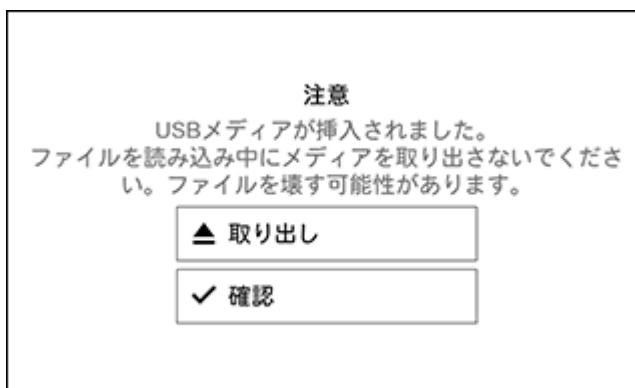 注意
USBメディアが挿入されました。
ファイルを読み込み中にメディアを取り出さないでくださ
い。ファイルを壊す可能性があります。
取り出し
確認